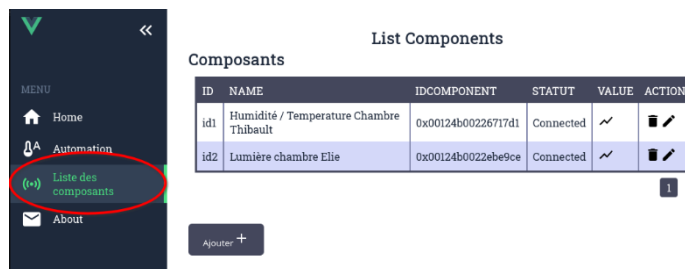 List Components
Composants
MENU
Home
Automation
Liste des
composants
About
ID NAME IDCOMPONENT STATUT VALUE ACTION
id1 Humidité / Temperature Chambre
Thibault 0x00124b00226717d1 Connected
id2 Lumière chambre Elie 0x00124b0022ebe9ce Connected
1
Ajouter +